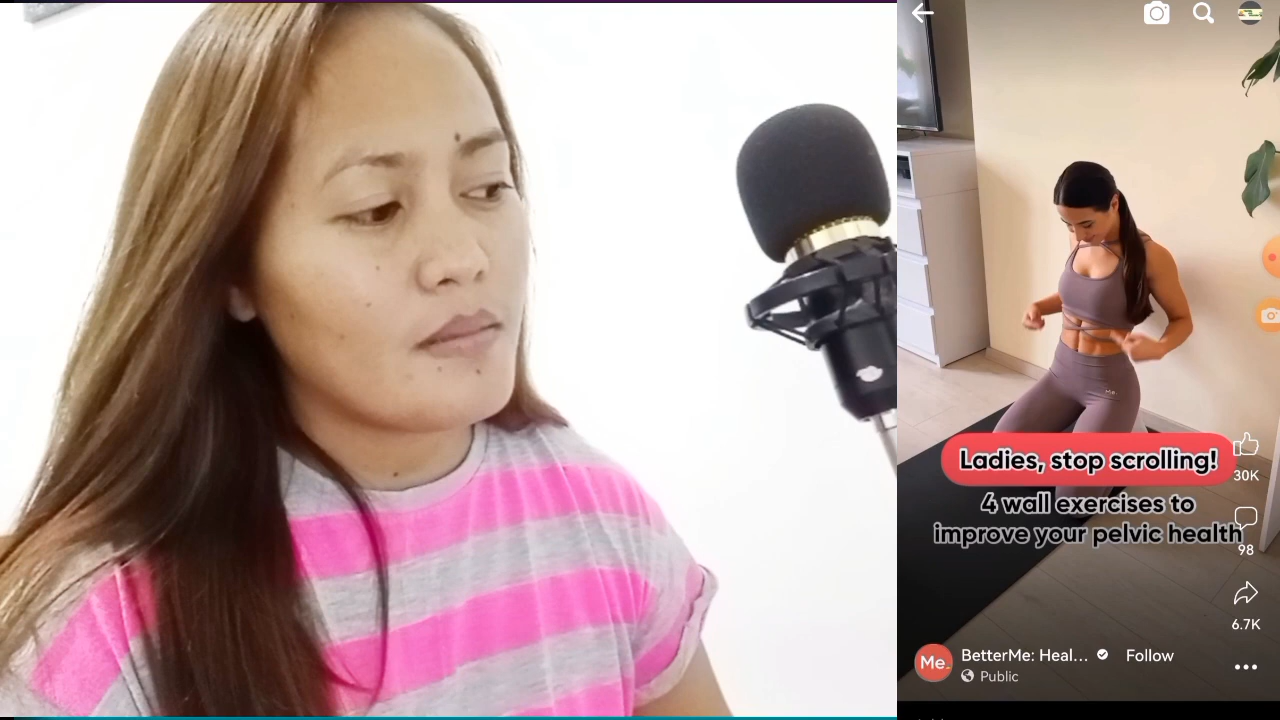 Ladies, stop scrolling!
4 wall exercises to
improve your pelvic health
30K
98
6.7K
Me.
BetterMe: Heal...
Follow
Public